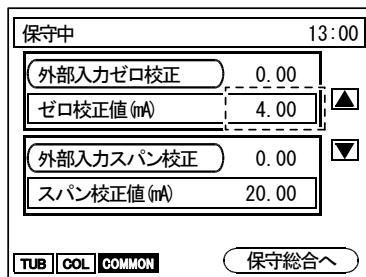 保守中 13:00
外部入力ゼロ校正 0.00
ゼロ校正値(mA) 4.00
外部入力スパン校正 0.00
スパン校正値(mA) 20.00
TUB COL COMMON 保守総合へ